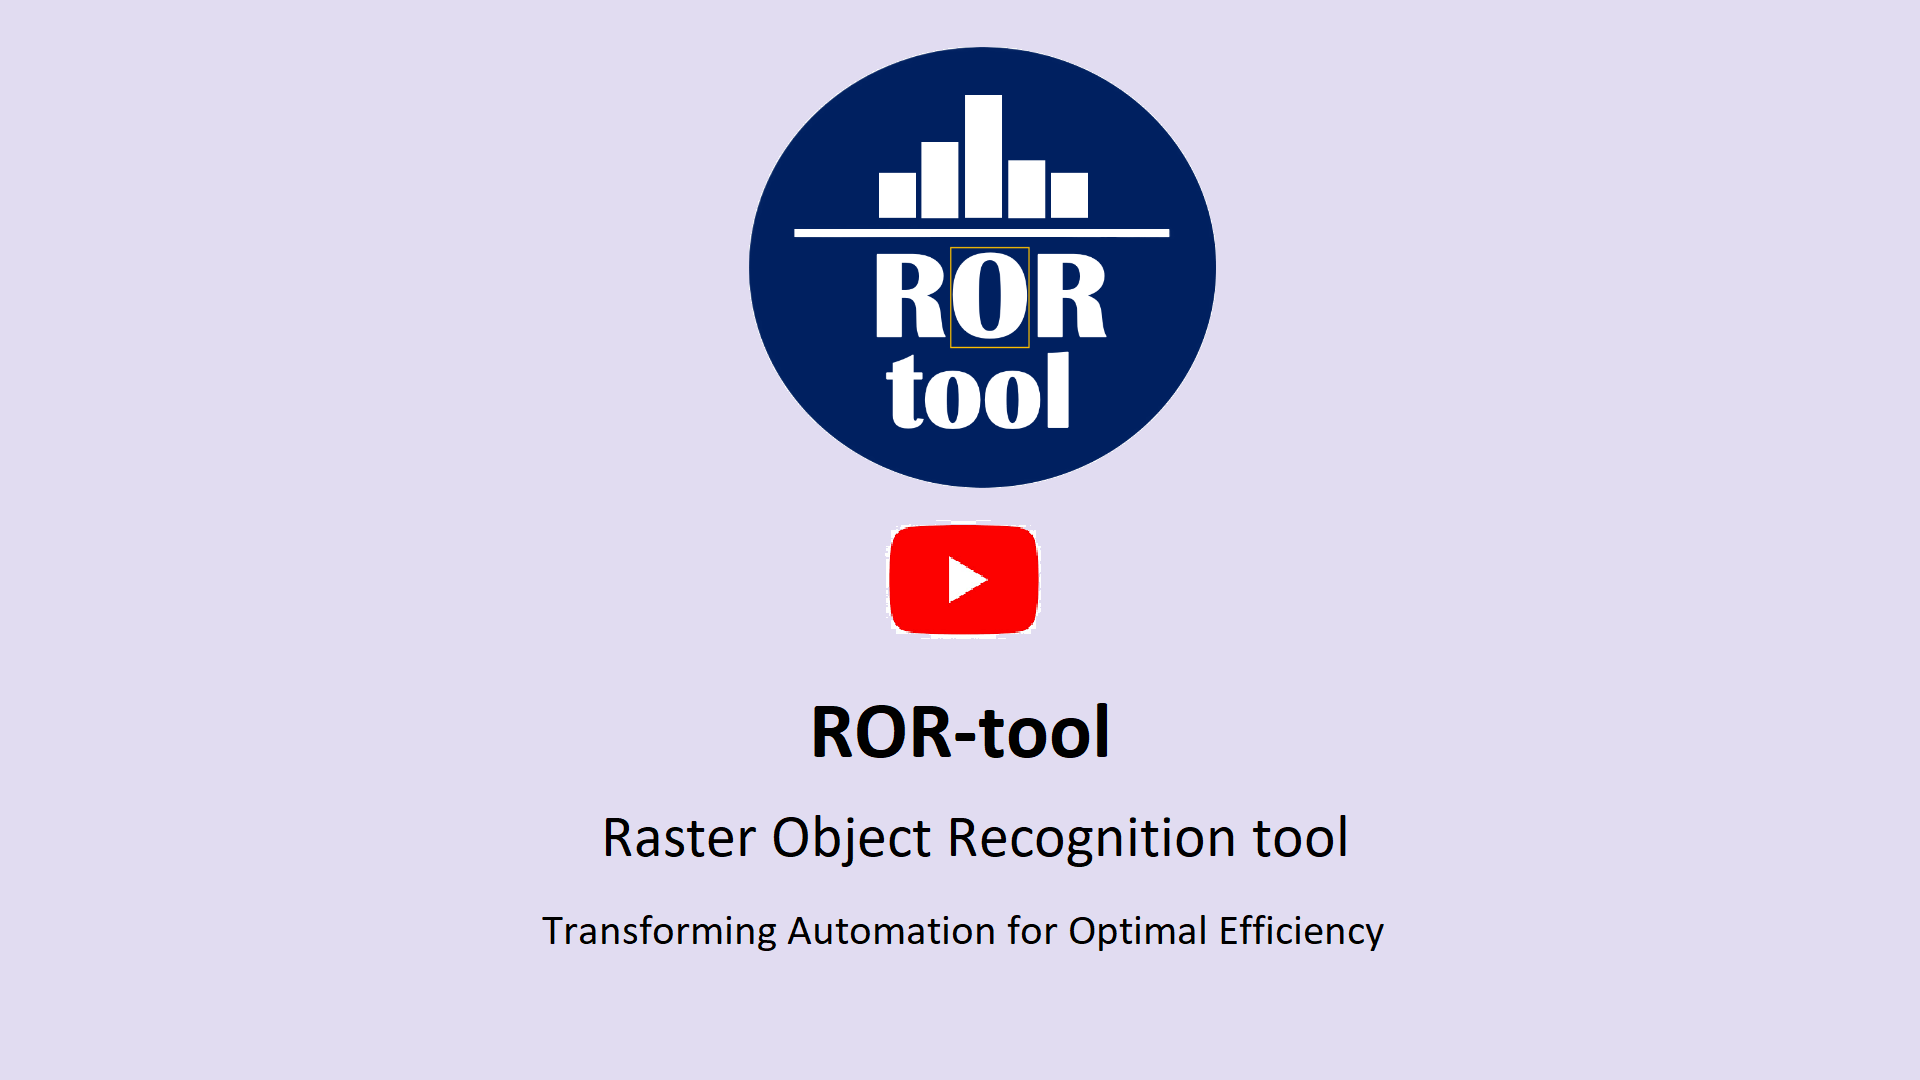 ROR
tool
ROR-tool
Raster Object Recognition tool
Transforming Automation for Optimal Efficiency